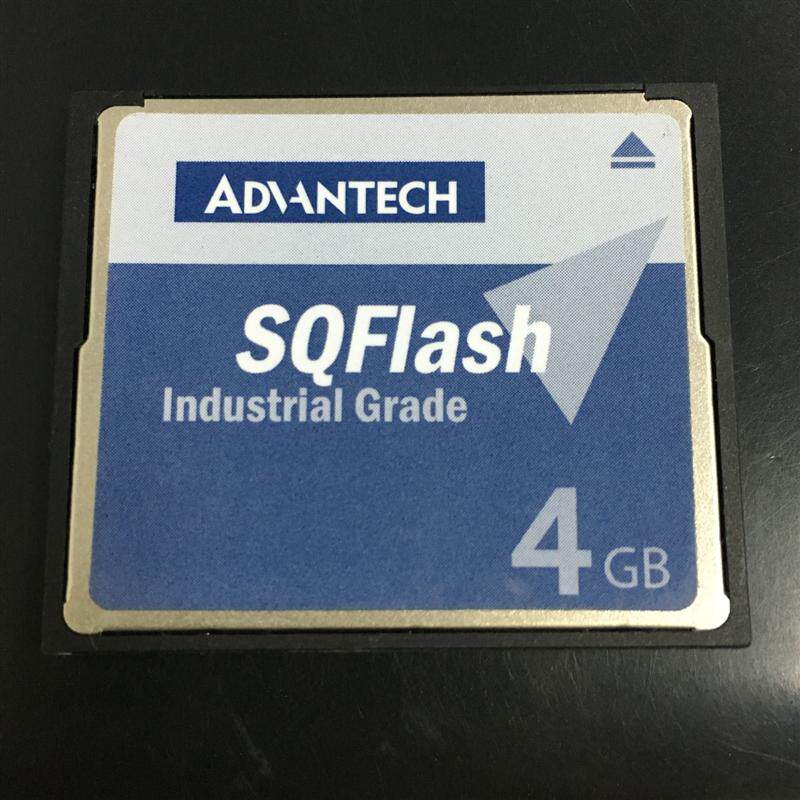 ADVANTECH
SQFlash
Industrial Grade
4 GB